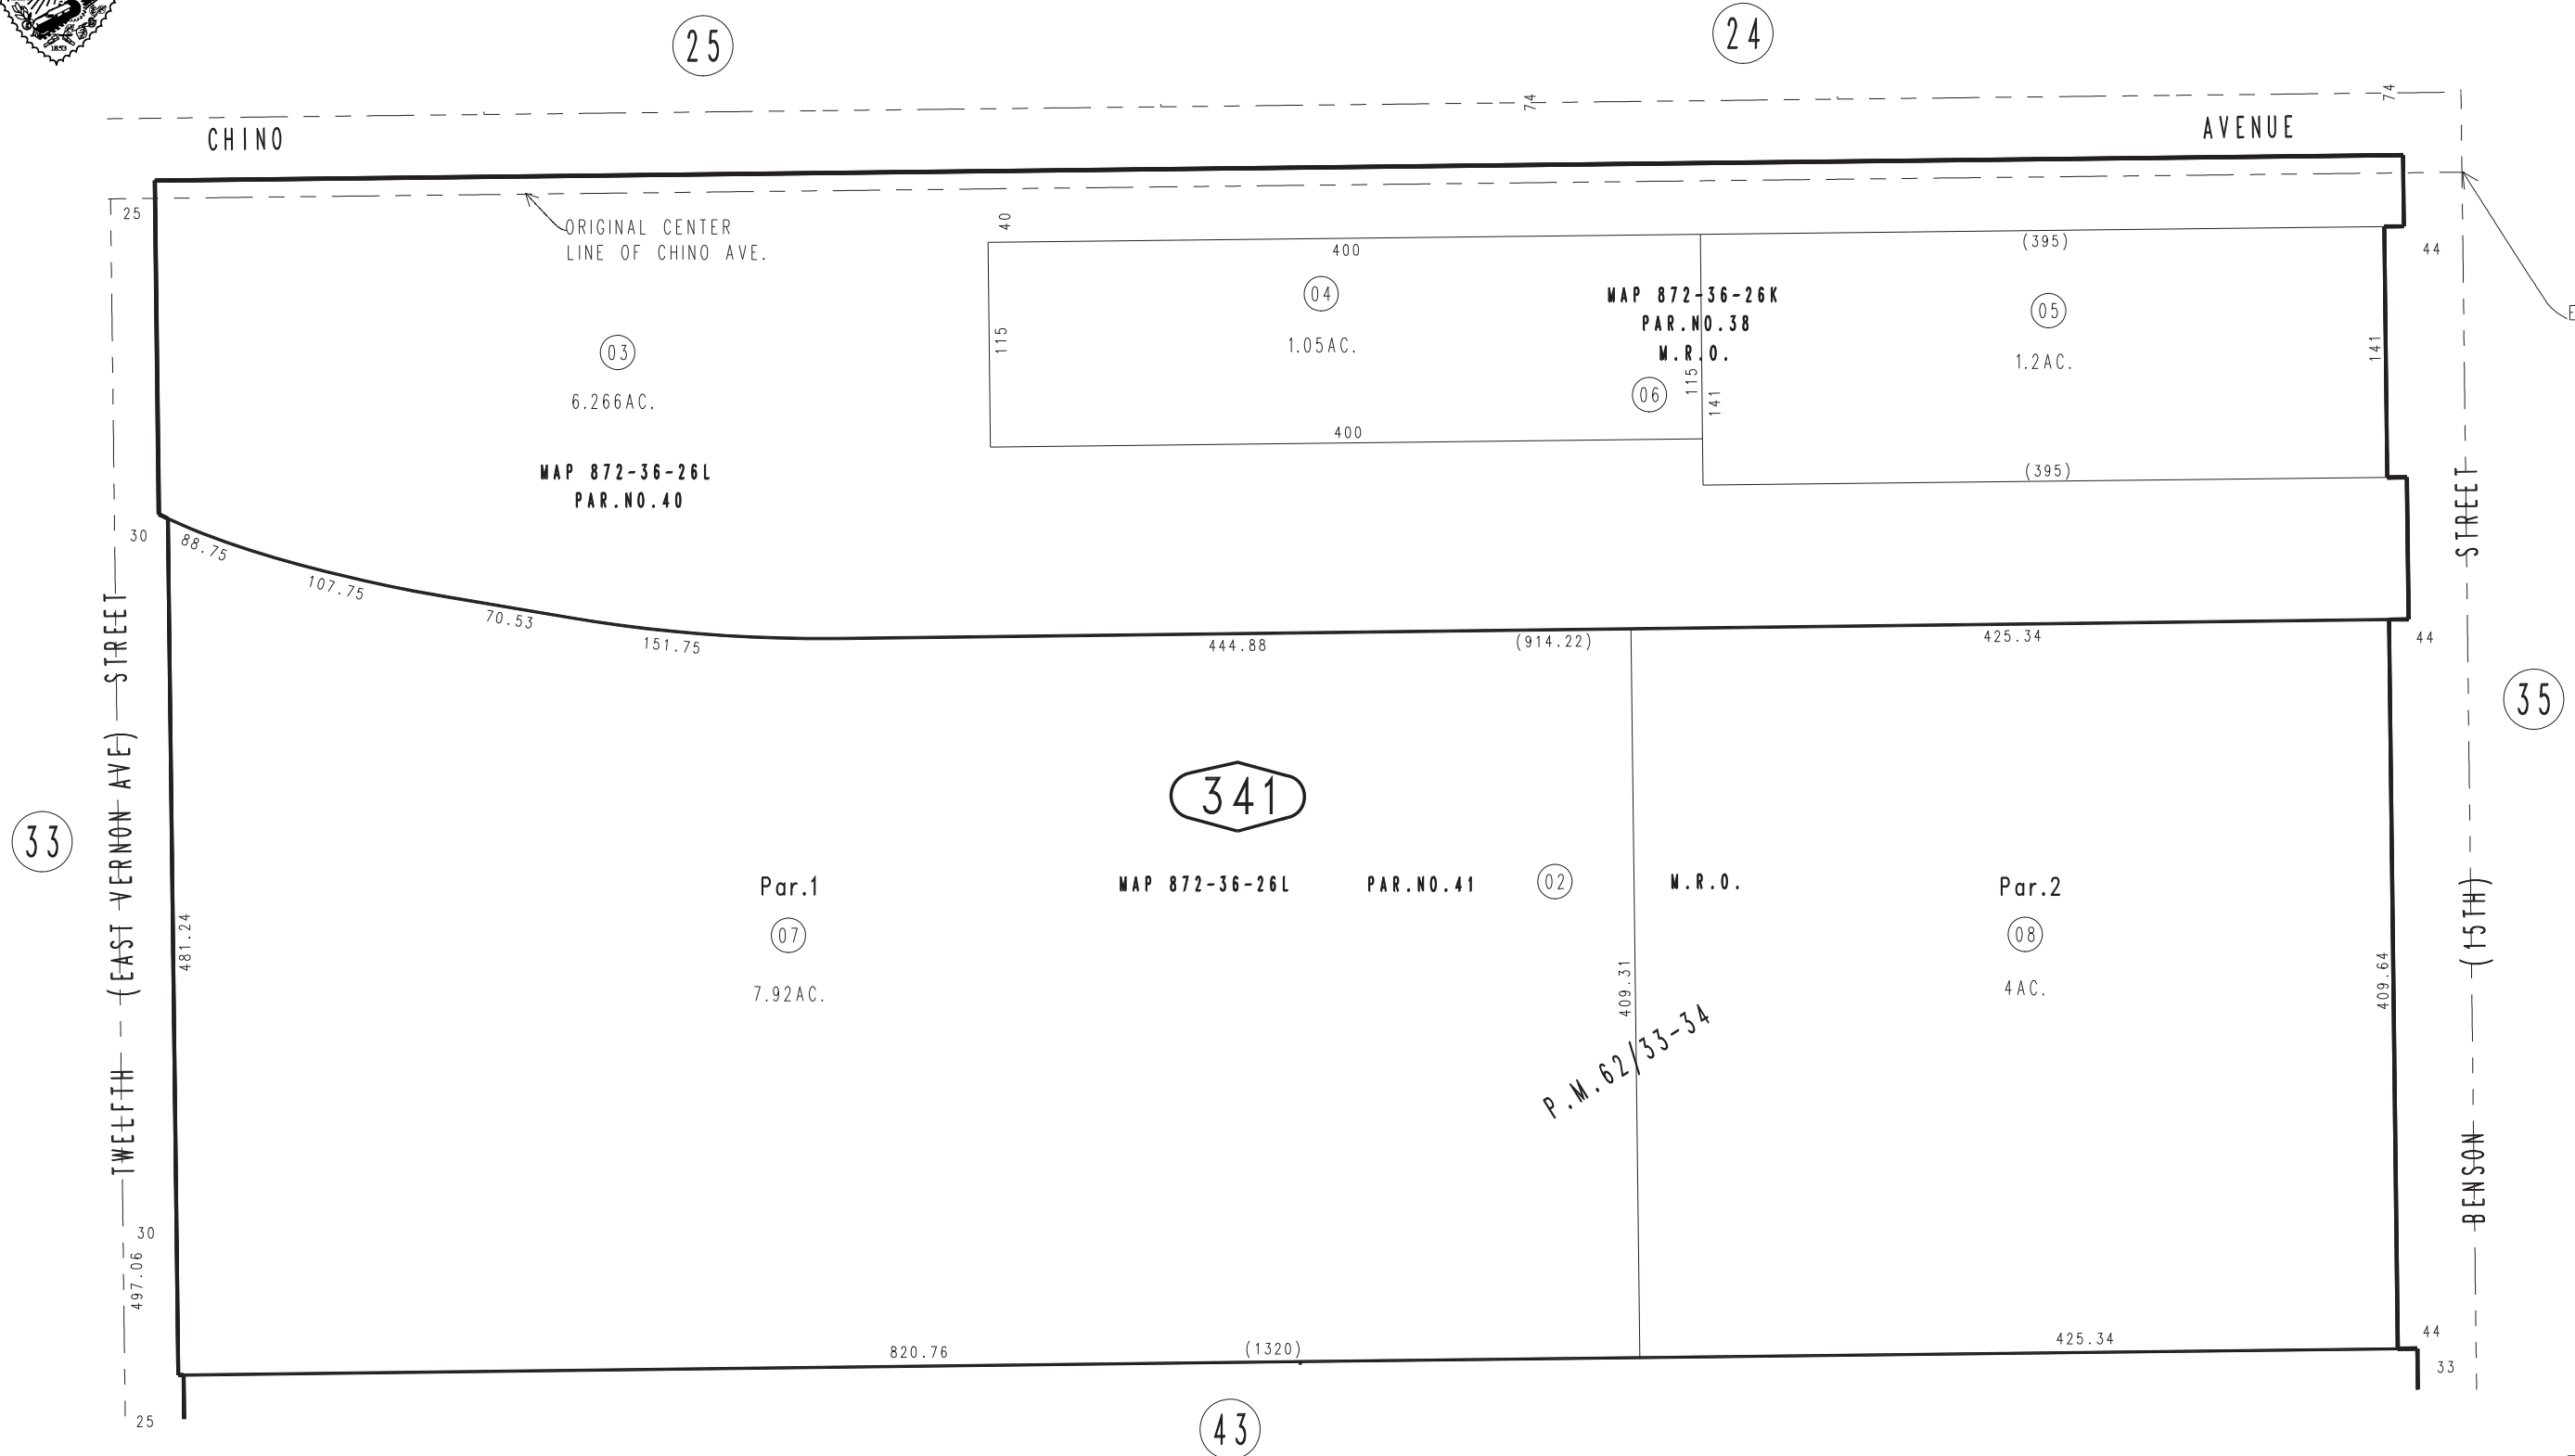 1853
25
24
74
74
CHINO
AVENUE
25
ORIGINAL CENTER
LINE OF CHINO AVE.
40
400
(395)
44
E
04
1.05AC.
MAP 872-36-26K
PAR.NO.38
M.R.O.
05
1.2AC.
03
6.266AC.
115
115
141
141
06
400
(395)
MAP 872-36-26L
PAR.NO.40
30
88.75
107.75
70.53
151.75
444.88
(914.22)
425.34
44
STREET
STREET
35
33
(EAST VERNON AVE)
341
Par.1
MAP 872-36-26L
PAR.NO.41
02
M.R.O.
Par.2
(15TH)
07
08
7.92AC.
4AC.
481.24
409.31
409.64
P.M.62/33-34
TWELFTH
BENSON
30
497.06
820.76
(1320)
425.34
44
33
25
43